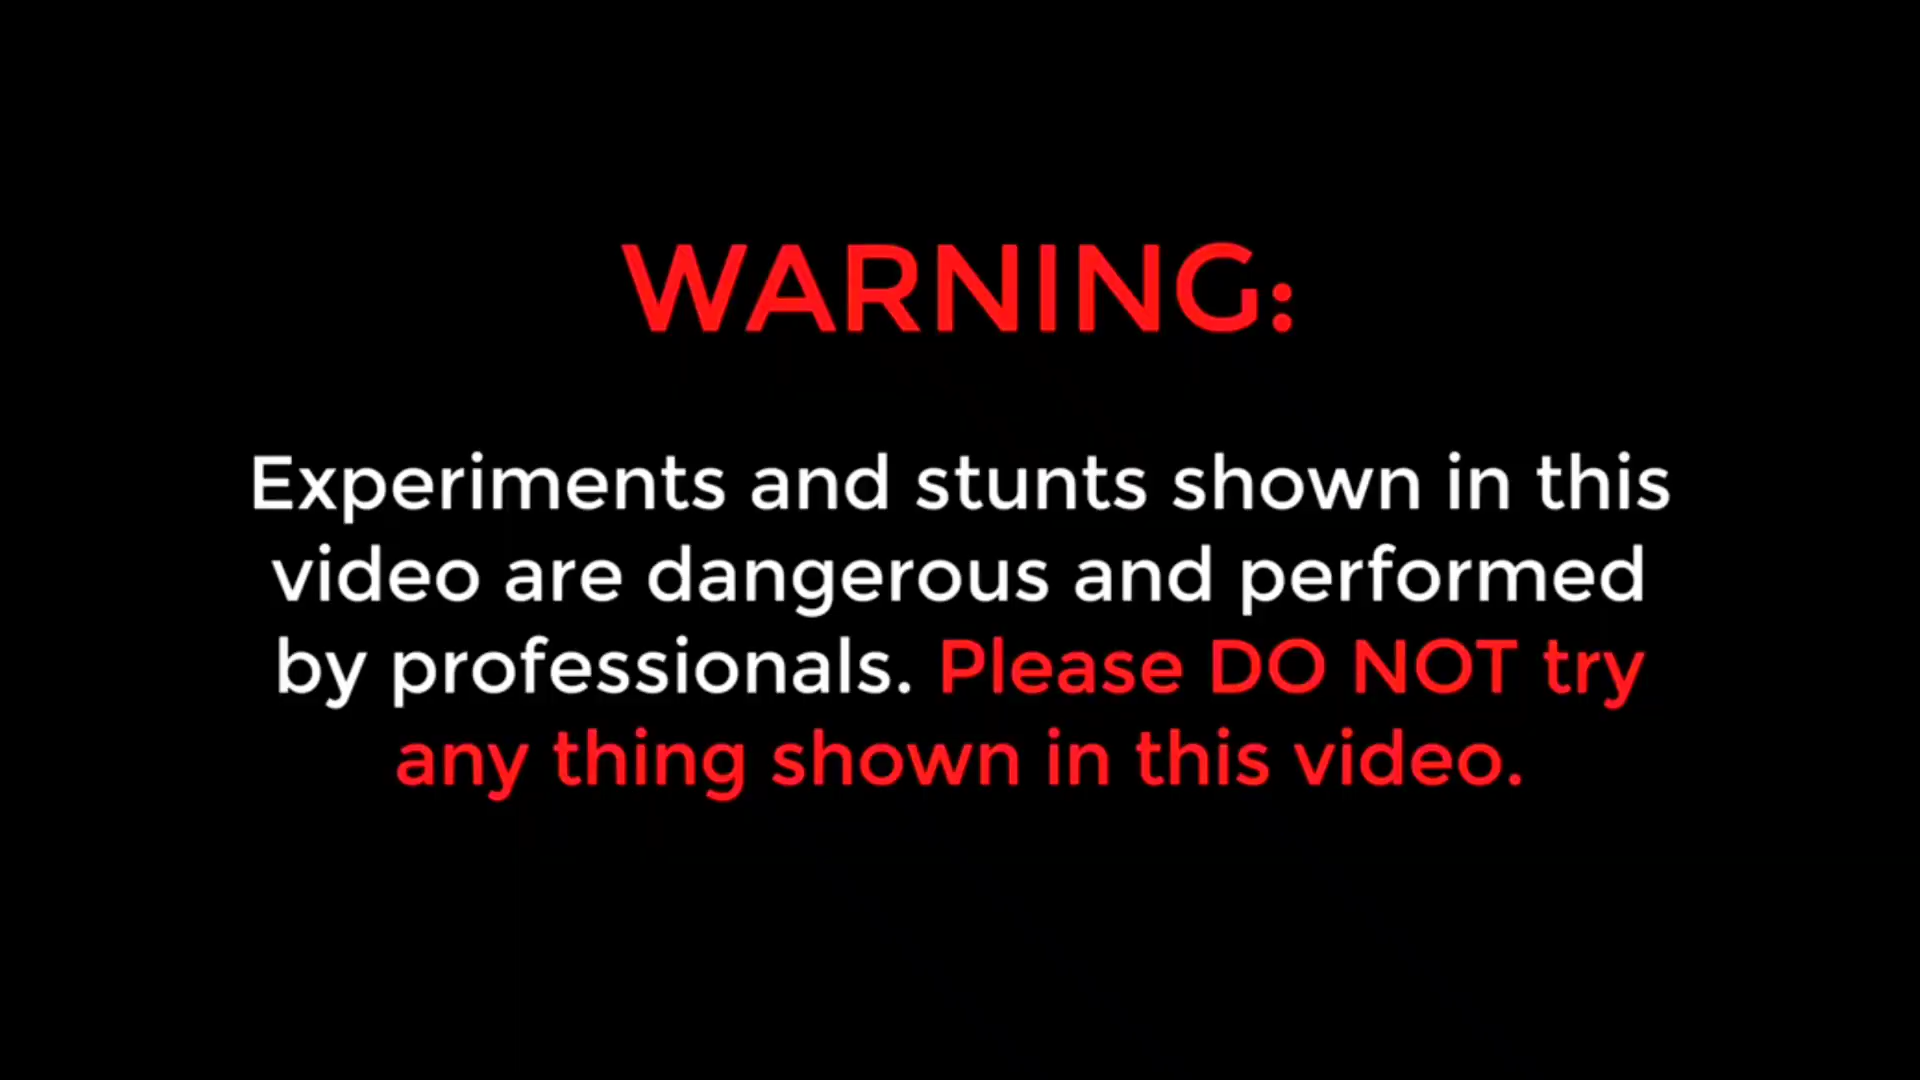 WARNING:
Experiments and stunts shown in this
video are dangerous and performed
by professionals. Please DO NOT try
any thing shown in this video.